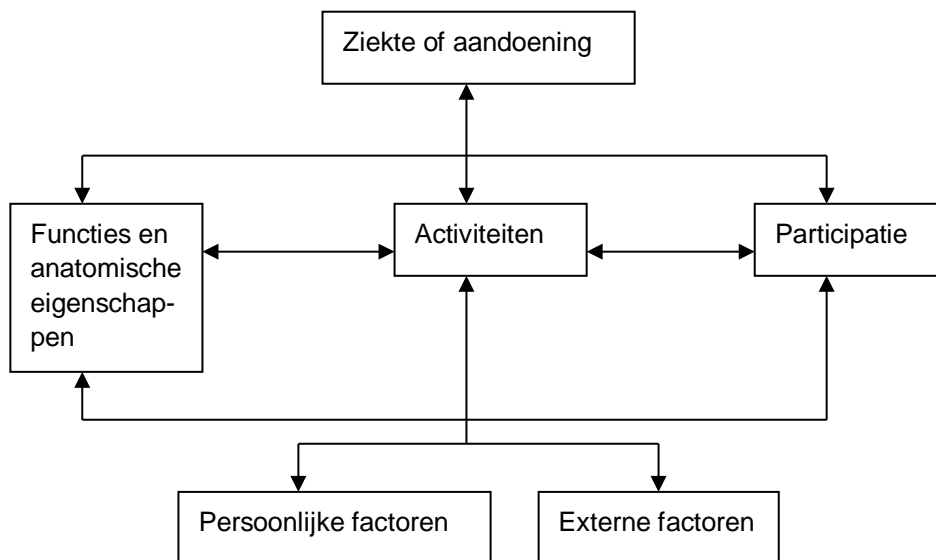 Ziekte of aandoening
Functies en
anatomische
eigenschap-
pen
Activiteiten
Participatie
Persoonlijke factoren
Externe factoren